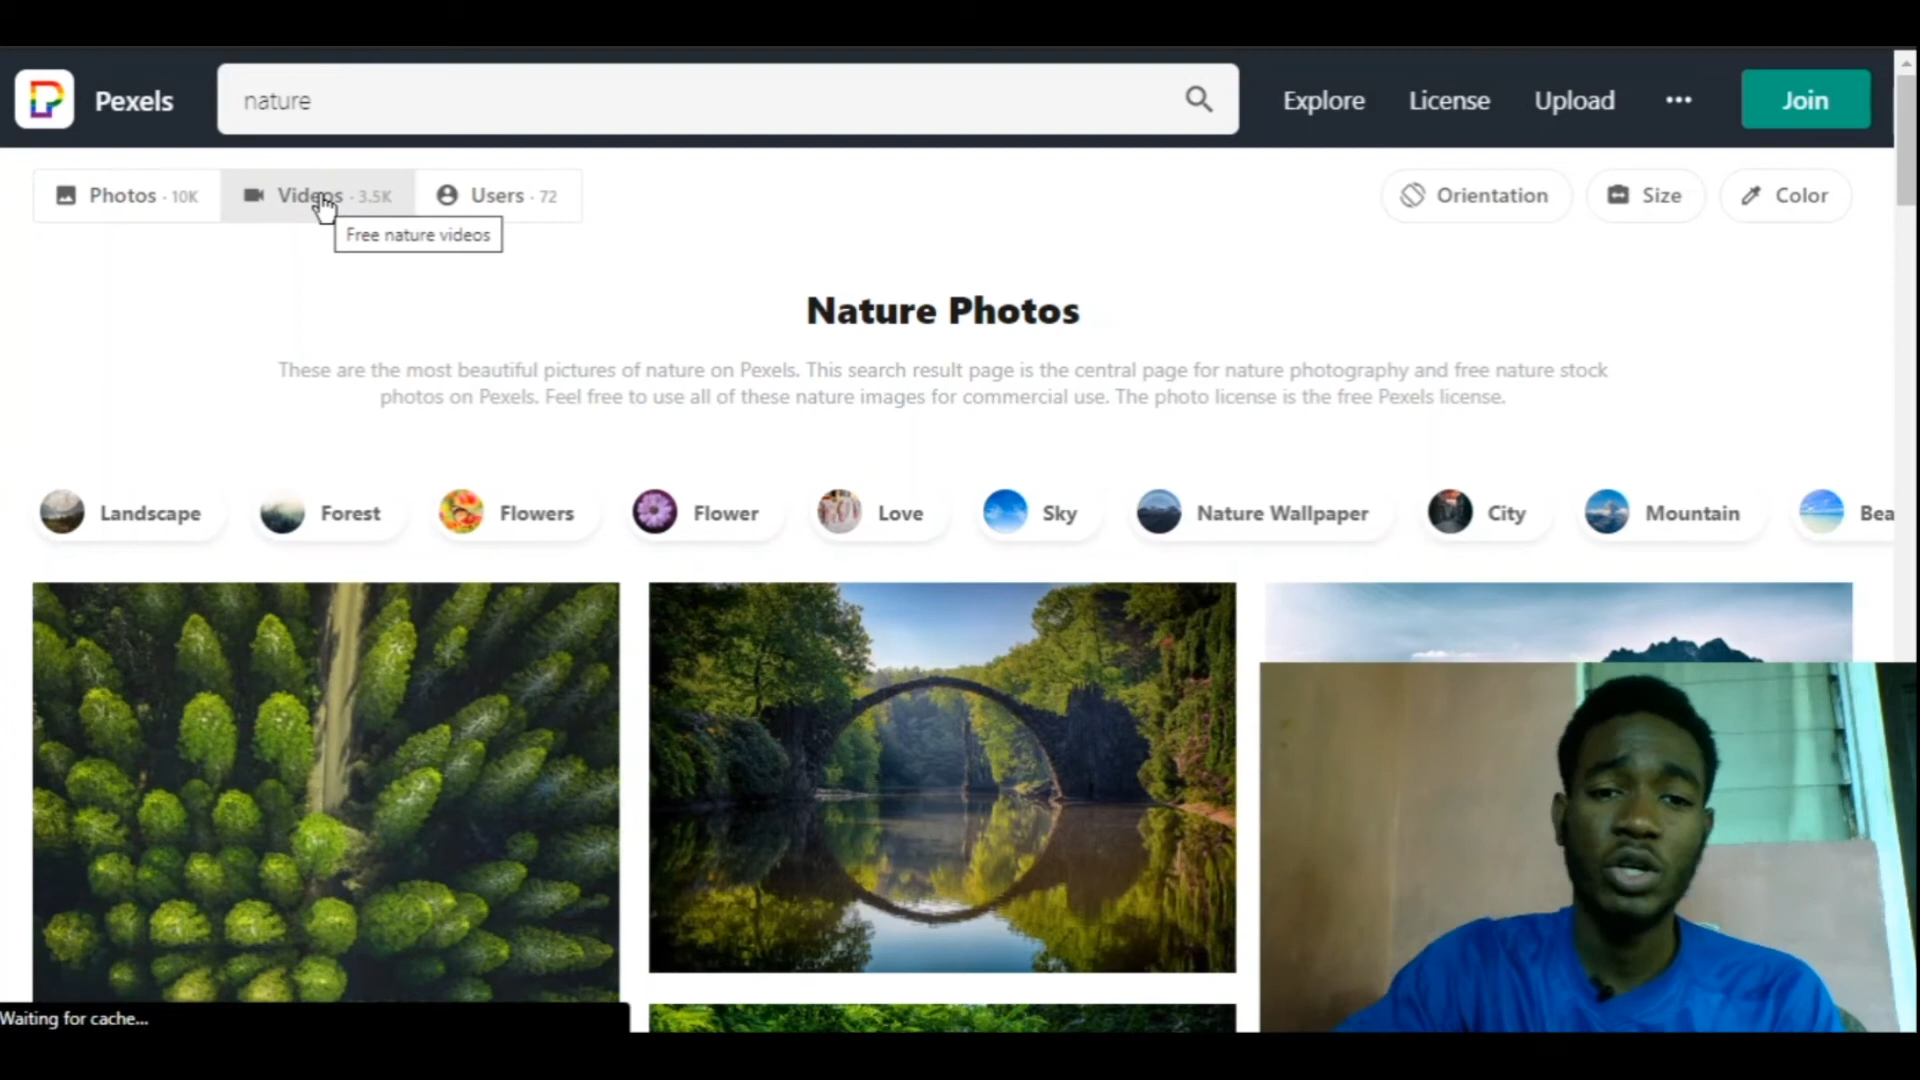 Pexels
nature
Explore
License
Upload
Join
Photos · 10K
Videos · 3.5K
Users · 72
Orientation
Size
Color
Free nature videos
Nature Photos
These are the most beautiful pictures of nature on Pexels. This search result page is the central page for nature photography and free nature stock
photos on Pexels. Feel free to use all of these nature images for commercial use. The photo license is the free Pexels license.
Landscape
Forest
Flowers
Flower
Love
Sky
Nature Wallpaper
City
Mountain
Bea
Waiting for cache...